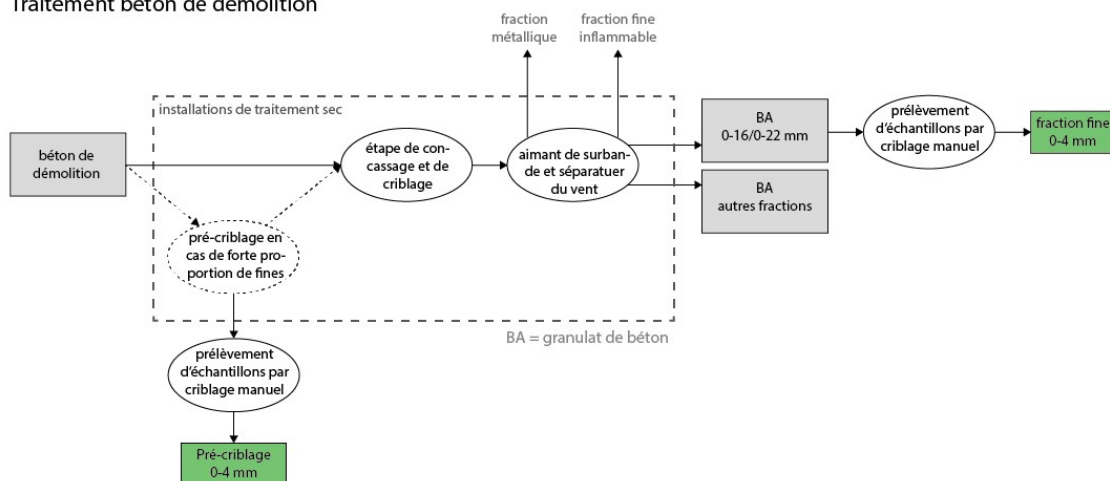 Traitement béton de démolition
fraction
métallique
fraction fine
inflammable
installations de traitement sec
béton de
démolition
étape de con-
cassage et de
criblage
aimant de surban-
de et séparatuer
du vent
BA
0-16/0-22 mm
prélèvement
d'échantillons par
criblage manuel
fraction fine
0-4 mm
BA
autres fractions
pré-criblage en
cas de forte pro-
portion de fines
BA = granulat de béton
prélèvement
d'échantillons par
criblage manuel
Pré-criblage
0-4 mm